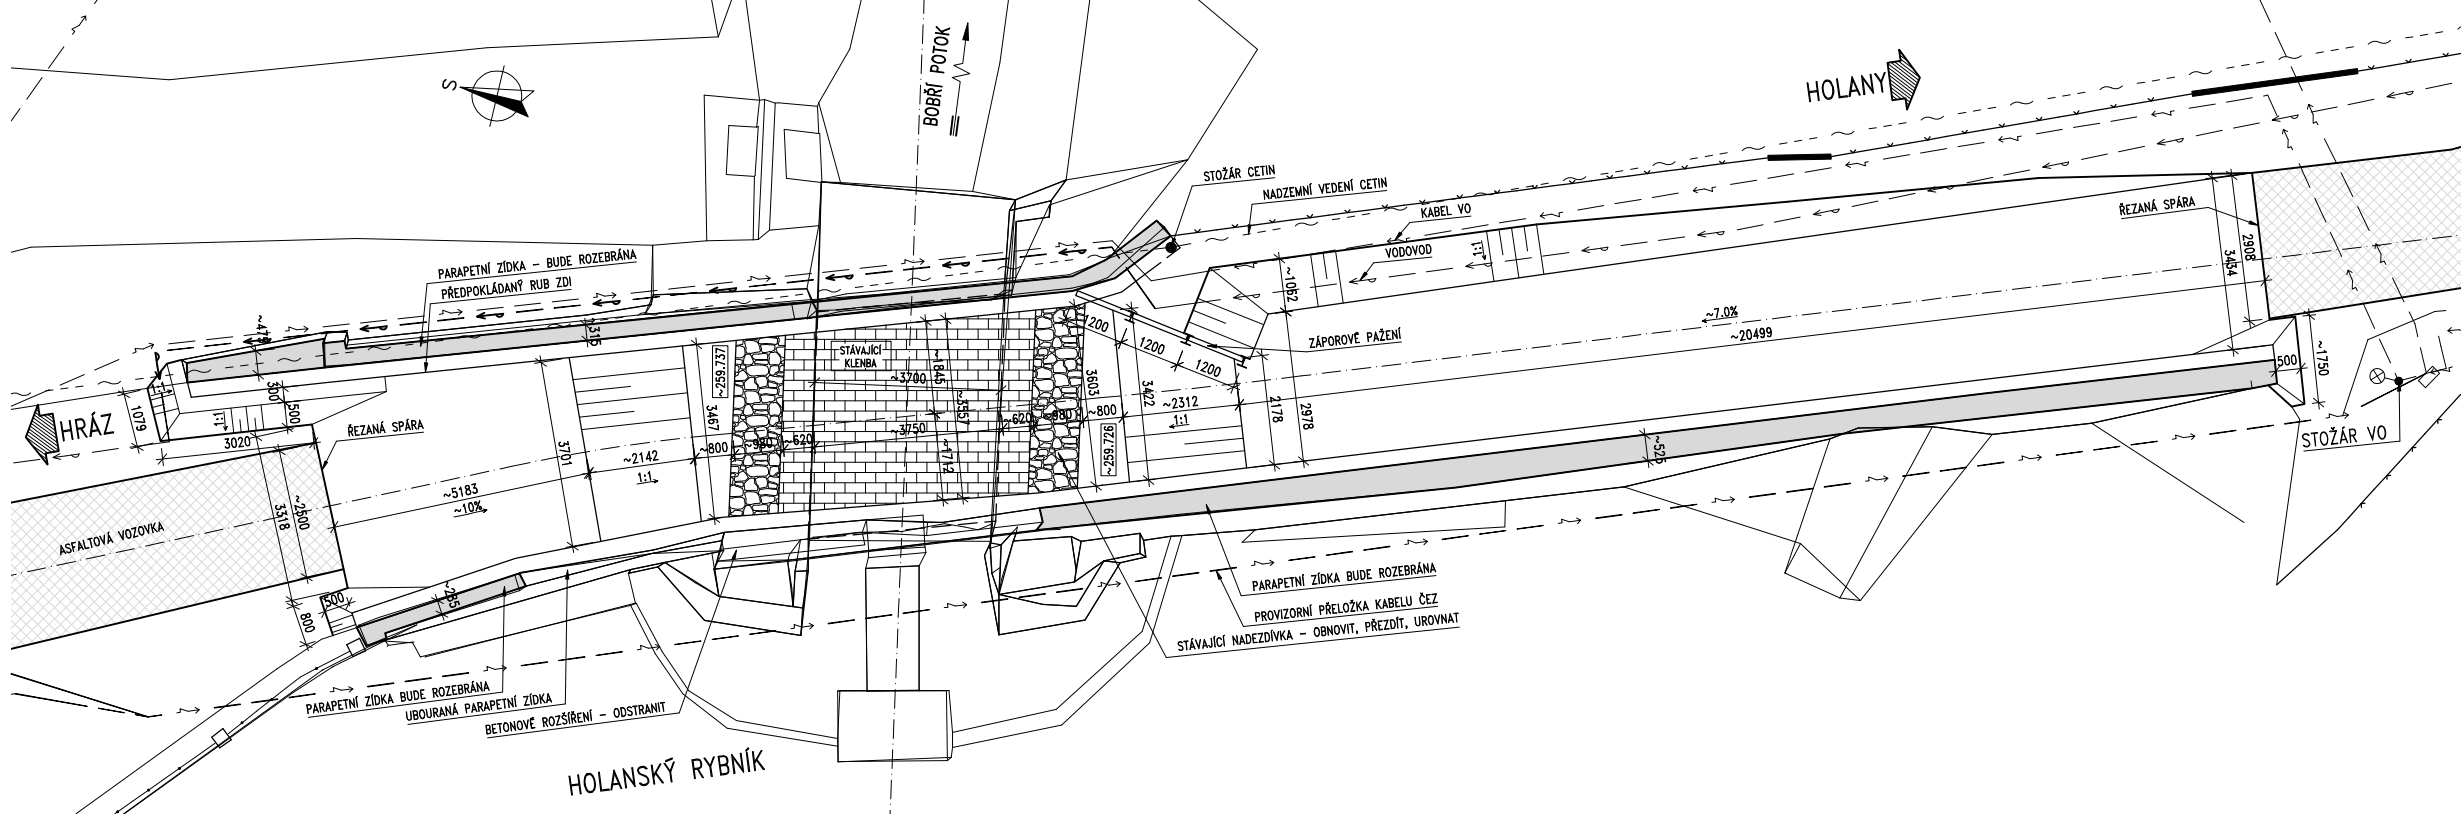 S
BOBŘÍ POTOK
HOLANY
STOŽÁR CETIN
NADZEMNÍ VEDENÍ CETIN
KABEL VO
VODOVOD
1:1
ŘEZANÁ SPÁRA
2908
3434
PARAPETNÍ ZÍDKA - BUDE ROZEBRÁNA
PŘEDPOKLÁDANÝ RUB ZDI
~315
~1062
~7.0%
~20499
ZÁPOROVÉ PAŽENÍ
1200
1200
1200
STÁVAJÍCÍ
KLENBA
~259.737
~3700
~1845
~3557
~3750
~1712
3603
3422
~2312
1:1
2178
2978
500
~1750
1:1
1079
300
500
1:1
3020
HRÁZ
ŘEZANÁ SPÁRA
3701
3467
~2142
1:1
~800
~980
~620
~620
~980
~800
~259.726
~5183
~10%
~2500
3318
ASFALTOVÁ VOZOVKA
~525
STOŽÁR VO
500
800
~285
PARAPETNÍ ZÍDKA BUDE ROZEBRÁNA
PROVIZORNÍ PŘELOŽKA KABELU ČEZ
STÁVAJÍCÍ NADEZDÍVKA - OBNOVIT, PŘEZDÍT, UROVNAT
PARAPETNÍ ZÍDKA BUDE ROZEBRÁNA
UBOURANÁ PARAPETNÍ ZÍDKA
BETONOVÉ ROZŠÍŘENÍ - ODSTRANIT
HOLANSKÝ RYBNÍK